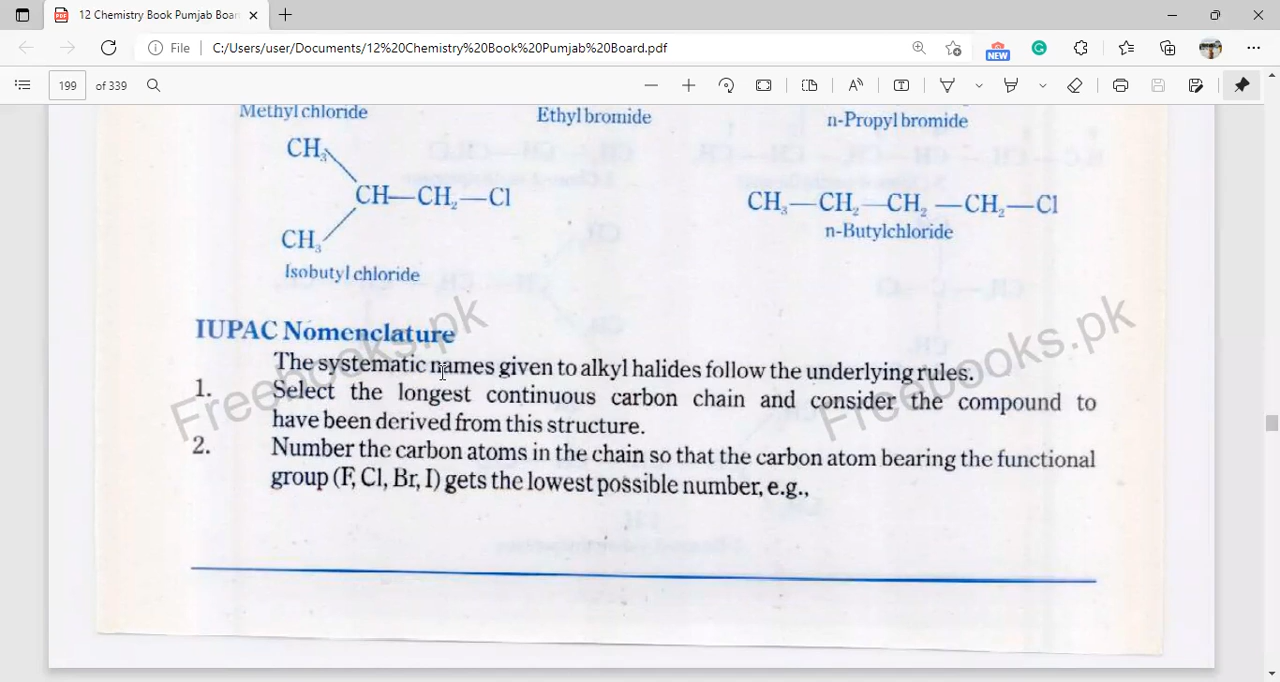 12 Chemistry Book Pumjab Boar
File C:/Users/user/Documents/12%20Chemistry%20Book%20Pumjab%20Board.pdf
NEW
199 of 339
Methyl chloride Ethyl bromide n-Propyl bromide
CH₃
CH—CH₂—Cl
CH₃
Isobutyl chloride
CH₃—CH₂—CH₂—CH₂—Cl
n-Butylchloride
IUPAC Nomenclature
The systematic names given to alkyl halides follow the underlying rules.
1. Select the longest continuous carbon chain and consider the compound to
have been derived from this structure.
2. Number the carbon atoms in the chain so that the carbon atom bearing the functional
group (F, Cl, Br, I) gets the lowest possible number, e.g.,
Freebooks.pk
Freebooks.pk